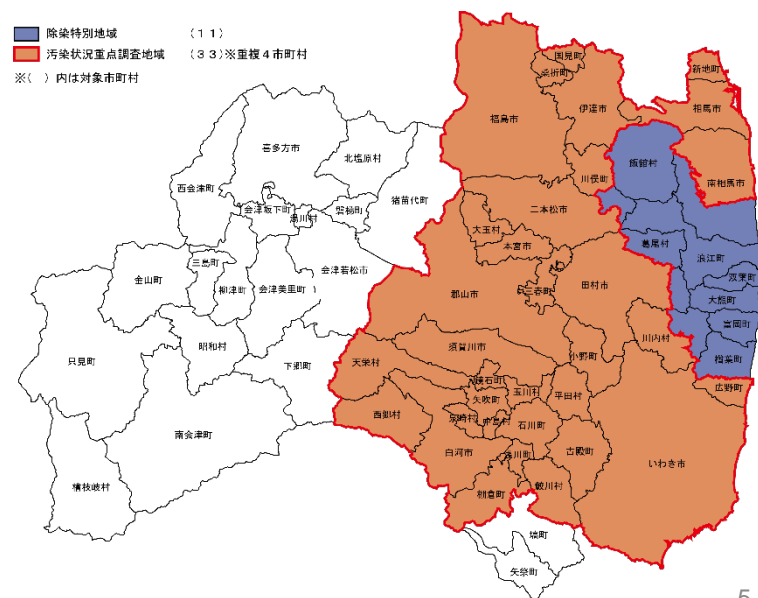 除染特別地域 (11)
汚染状況重点調査地域 (33)※重複4市町村
※( )内は対象市町村
国見町
桑折町
新地町
伊達市
相馬市
福島市
喜多方市
飯舘村
北塩原村
川俣町
南相馬市
西会津町
猪苗代町
会津坂下町
湯川村
磐梯町
二本松市
大玉村
葛尾村
本宮市
浪江町
三島町
会津若松市
双葉町
金山町
柳津町
会津美里町
三春町
田村市
郡山市
大熊町
富岡町
昭和村
川内村
須賀川市
小野町
楢葉町
只見町
下郷町
天栄村
鏡石町
玉川村
平田村
広野町
矢吹町
西郷村
泉崎村
中島村
石川町
南会津町
白河市
浅川町
古殿町
いわき市
檜枝岐村
棚倉町
鮫川村
塙町
矢祭町
5